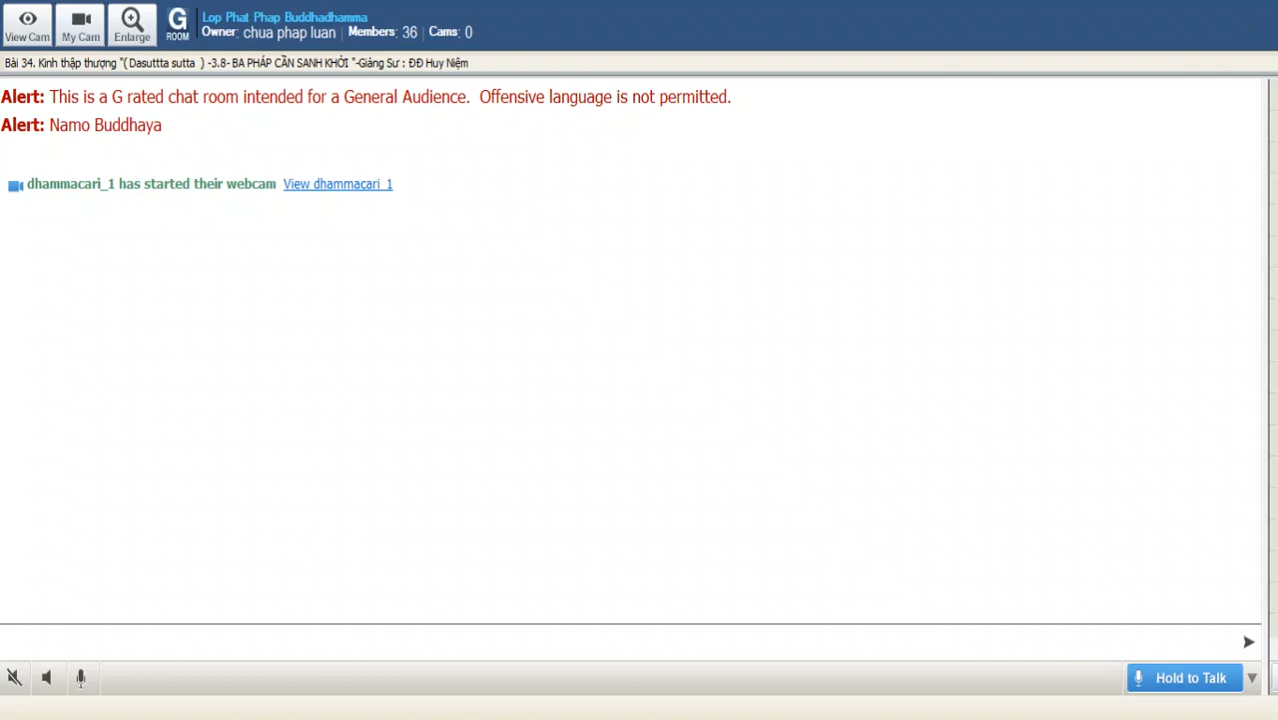 View Cam
My Cam
Enlarge
G
ROOM
Lop Phat Phap Buddhadhamma
Owner: chua phap luan | Members: 36 | Cams: 0
Bài 34. Kinh thập thượng "( Dasuttta sutta ) -3.8- BA PHÁP CẦN SANH KHỞI "-Giảng Sư : ĐĐ Huy Niệm
Alert: This is a G rated chat room intended for a General Audience. Offensive language is not permitted.
Alert: Namo Buddhaya
dhammacari_1 has started their webcam View dhammacari_1
Hold to Talk